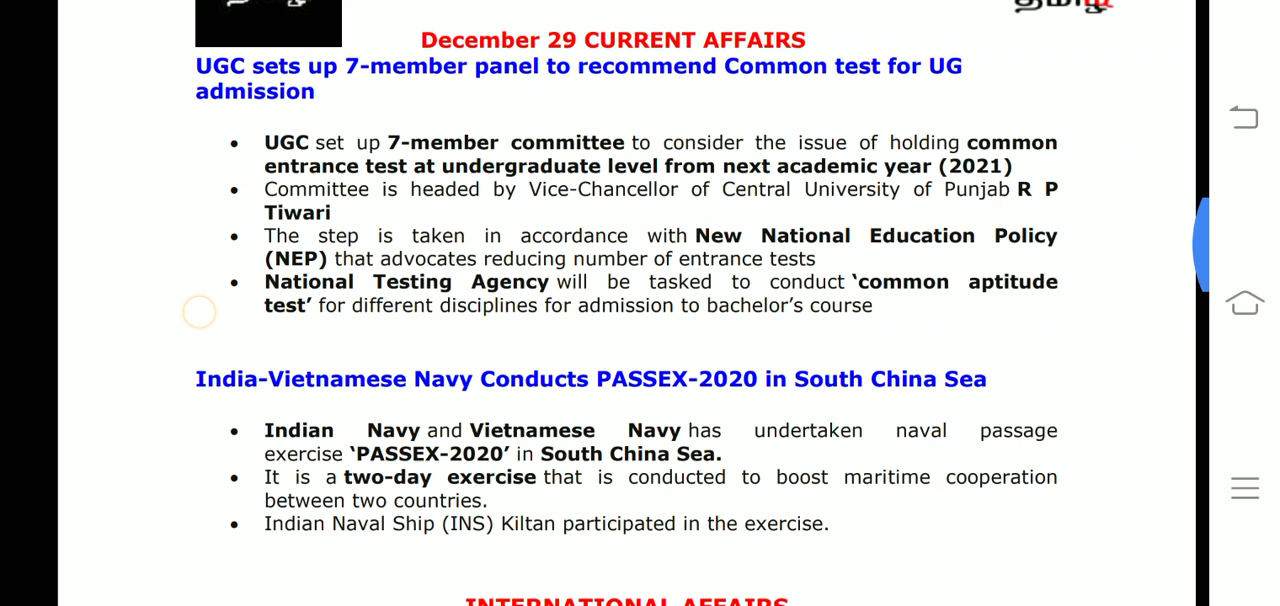 December 29 CURRENT AFFAIRS
UGC sets up 7-member panel to recommend Common test for UG
admission
• UGC set up 7-member committee to consider the issue of holding common
entrance test at undergraduate level from next academic year (2021)
• Committee is headed by Vice-Chancellor of Central University of Punjab R P
Tiwari
• The step is taken in accordance with New National Education Policy
(NEP) that advocates reducing number of entrance tests
• National Testing Agency will be tasked to conduct ‘common aptitude
test’ for different disciplines for admission to bachelor’s course
India-Vietnamese Navy Conducts PASSEX-2020 in South China Sea
• Indian Navy and Vietnamese Navy has undertaken naval passage
exercise ‘PASSEX-2020’ in South China Sea.
• It is a two-day exercise that is conducted to boost maritime cooperation
between two countries.
• Indian Naval Ship (INS) Kiltan participated in the exercise.
INTERNATIONAL AFFAIRS